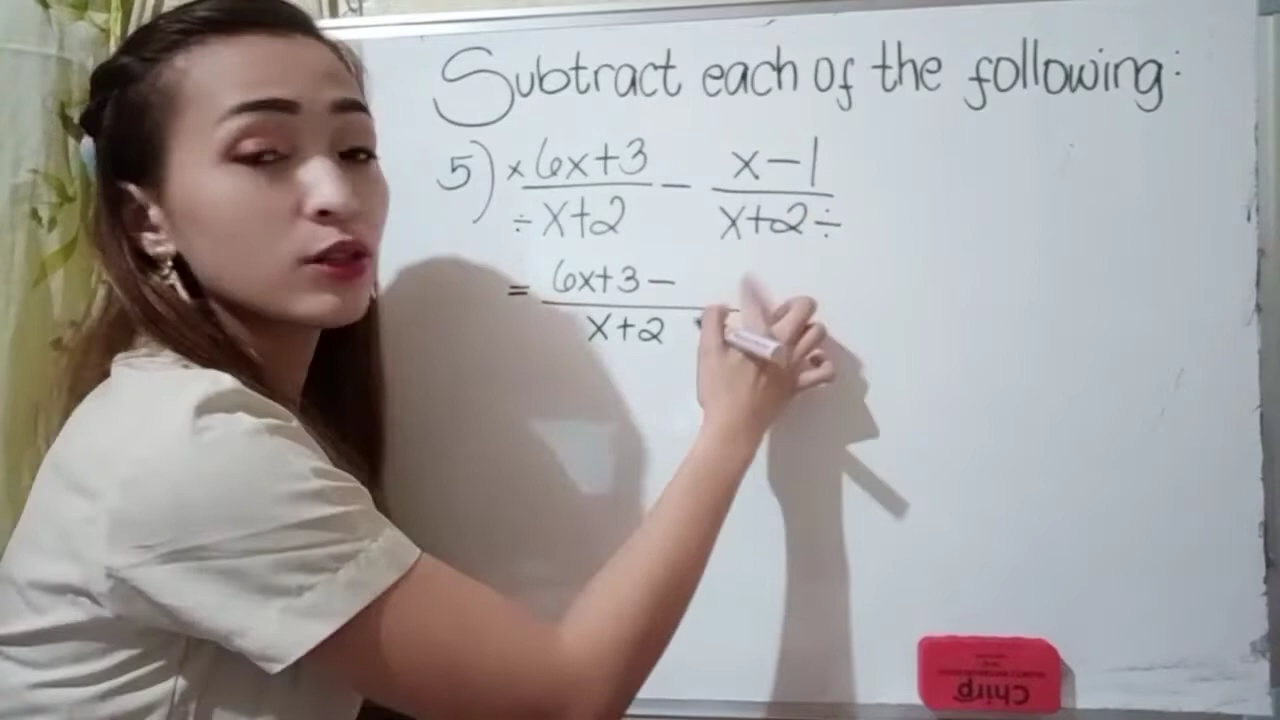 Subtract each of the following:
5) × 6x+3 / ÷ x+2 − x−1 / x+2 ÷
= 6x+3 − / x+2
Chirp